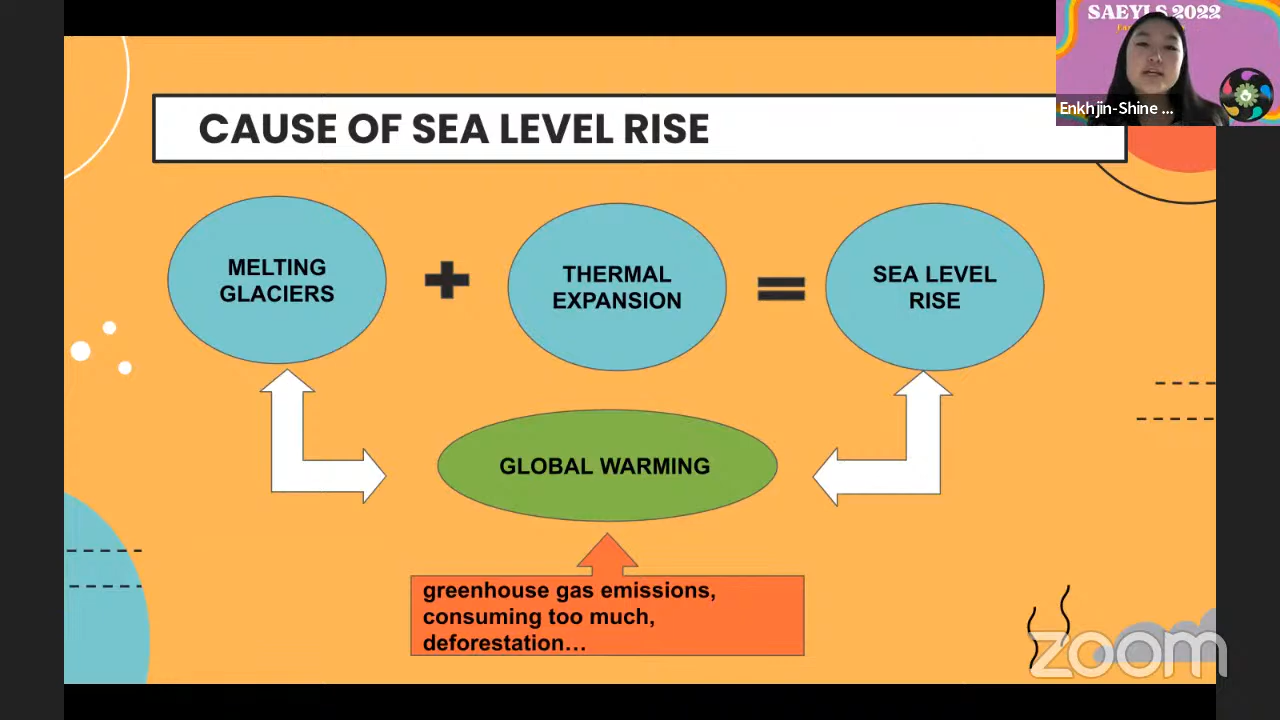 SAEYLS 2022
Enkhjin-Shine ...
CAUSE OF SEA LEVEL RISE
MELTING
GLACIERS
+
THERMAL
EXPANSION
=
SEA LEVEL
RISE
GLOBAL WARMING
greenhouse gas emissions,
consuming too much,
deforestation…
zoom